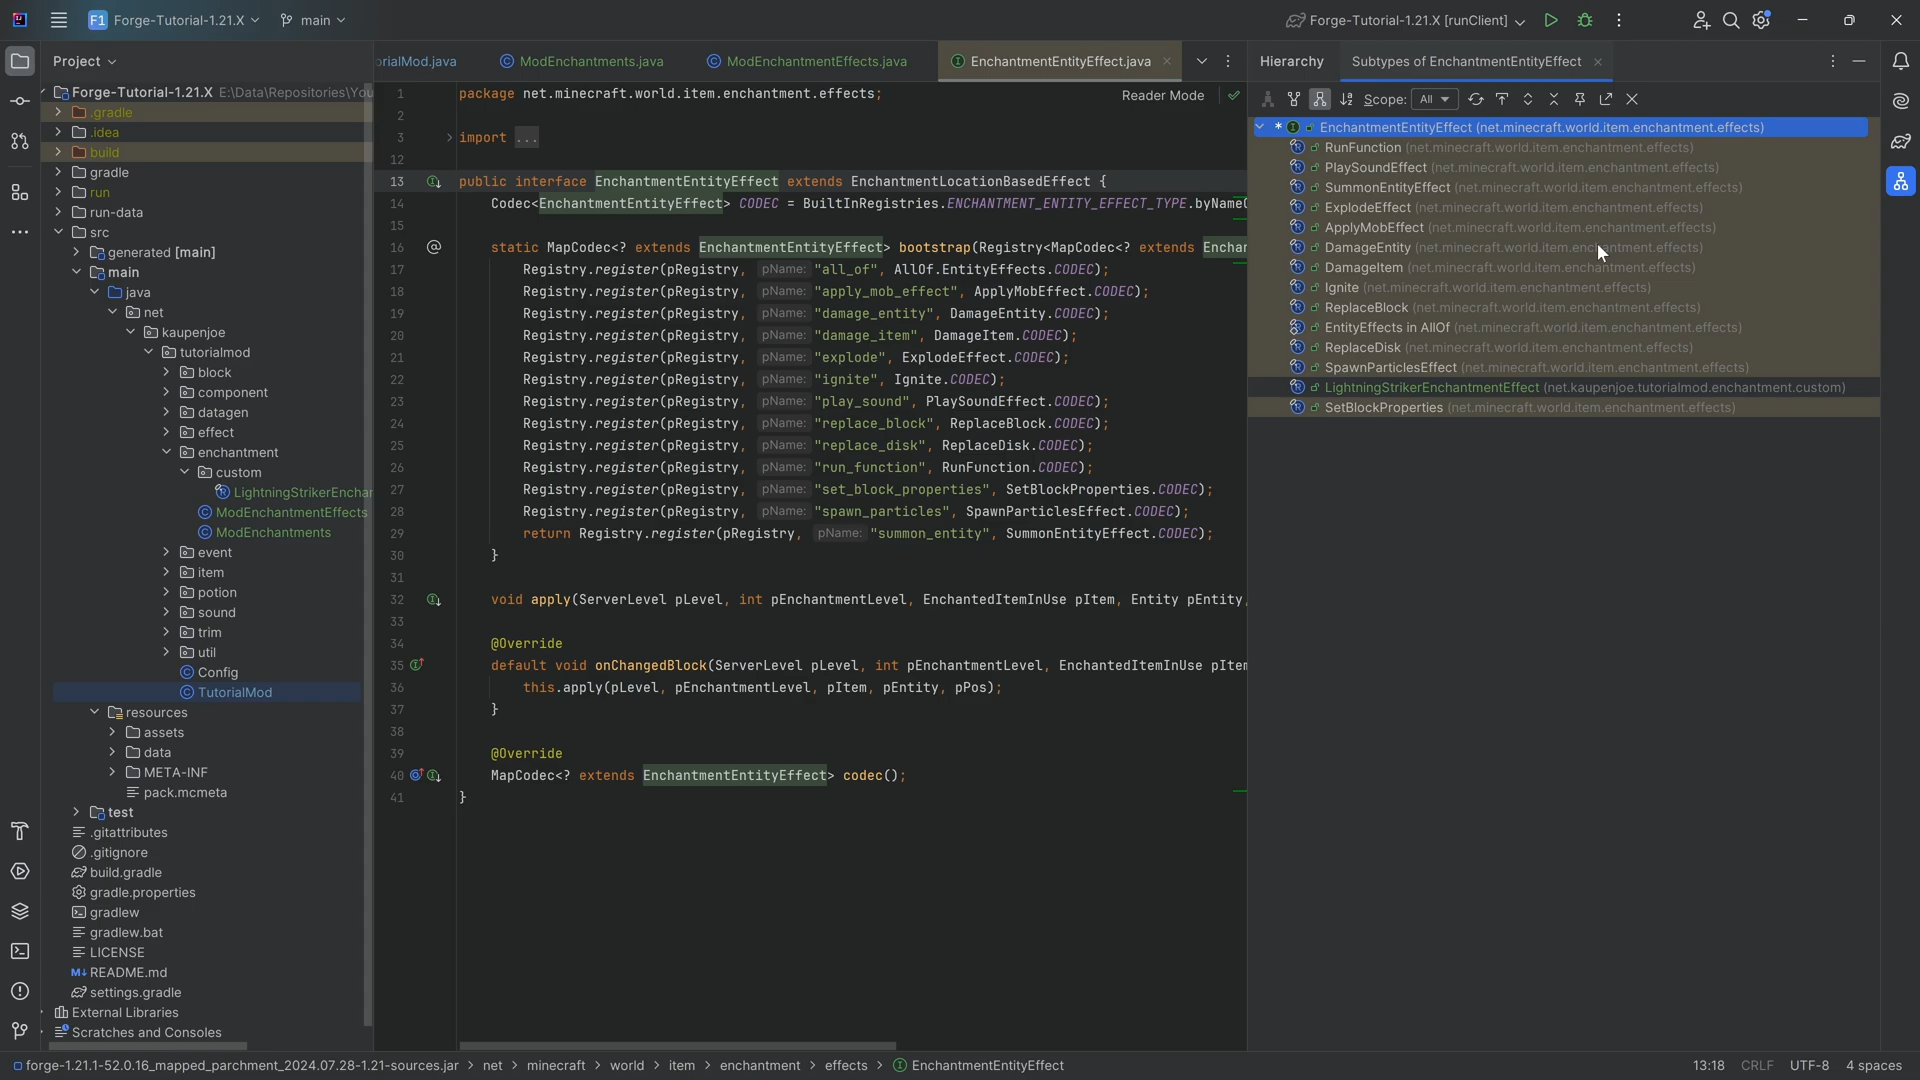 F1 Forge-Tutorial-1.21.X main Forge-Tutorial-1.21.X [runClient]
Project
Forge-Tutorial-1.21.X E:\Data\Repositories\You
.gradle
.idea
build
gradle
run
run-data
src
generated [main]
main
java
net
kaupenjoe
tutorialmod
block
component
datagen
effect
enchantment
custom
LightningStrikerEnchar
ModEnchantmentEffects
ModEnchantments
event
item
potion
sound
trim
util
Config
TutorialMod
resources
assets
data
META-INF
pack.mcmeta
test
.gitattributes
.gitignore
build.gradle
gradle.properties
gradlew
gradlew.bat
LICENSE
M↓ README.md
settings.gradle
External Libraries
Scratches and Consoles
orialMod.java ModEnchantments.java ModEnchantmentEffects.java EnchantmentEntityEffect.java
Reader Mode
1 package net.minecraft.world.item.enchantment.effects;
2
3 import ...
12
13 public interface EnchantmentEntityEffect extends EnchantmentLocationBasedEffect {
14 Codec<EnchantmentEntityEffect> CODEC = BuiltInRegistries.ENCHANTMENT_ENTITY_EFFECT_TYPE.byNameC
15
16 static MapCodec<? extends EnchantmentEntityEffect> bootstrap(Registry<MapCodec<? extends Enchan
17 Registry.register(pRegistry, pName: "all_of", AllOf.EntityEffects.CODEC);
18 Registry.register(pRegistry, pName: "apply_mob_effect", ApplyMobEffect.CODEC);
19 Registry.register(pRegistry, pName: "damage_entity", DamageEntity.CODEC);
20 Registry.register(pRegistry, pName: "damage_item", DamageItem.CODEC);
21 Registry.register(pRegistry, pName: "explode", ExplodeEffect.CODEC);
22 Registry.register(pRegistry, pName: "ignite", Ignite.CODEC);
23 Registry.register(pRegistry, pName: "play_sound", PlaySoundEffect.CODEC);
24 Registry.register(pRegistry, pName: "replace_block", ReplaceBlock.CODEC);
25 Registry.register(pRegistry, pName: "replace_disk", ReplaceDisk.CODEC);
26 Registry.register(pRegistry, pName: "run_function", RunFunction.CODEC);
27 Registry.register(pRegistry, pName: "set_block_properties", SetBlockProperties.CODEC);
28 Registry.register(pRegistry, pName: "spawn_particles", SpawnParticlesEffect.CODEC);
29 return Registry.register(pRegistry, pName: "summon_entity", SummonEntityEffect.CODEC);
30 }
31
32 void apply(ServerLevel pLevel, int pEnchantmentLevel, EnchantedItemInUse pItem, Entity pEntity,
33
34 @Override
35 default void onChangedBlock(ServerLevel pLevel, int pEnchantmentLevel, EnchantedItemInUse pItem
36 this.apply(pLevel, pEnchantmentLevel, pItem, pEntity, pPos);
37 }
38
39 @Override
40 MapCodec<? extends EnchantmentEntityEffect> codec();
41 }
Hierarchy Subtypes of EnchantmentEntityEffect
Scope: All
* EnchantmentEntityEffect (net.minecraft.world.item.enchantment.effects)
RunFunction (net.minecraft.world.item.enchantment.effects)
PlaySoundEffect (net.minecraft.world.item.enchantment.effects)
SummonEntityEffect (net.minecraft.world.item.enchantment.effects)
ExplodeEffect (net.minecraft.world.item.enchantment.effects)
ApplyMobEffect (net.minecraft.world.item.enchantment.effects)
DamageEntity (net.minecraft.world.item.enchantment.effects)
DamageItem (net.minecraft.world.item.enchantment.effects)
Ignite (net.minecraft.world.item.enchantment.effects)
ReplaceBlock (net.minecraft.world.item.enchantment.effects)
EntityEffects in AllOf (net.minecraft.world.item.enchantment.effects)
ReplaceDisk (net.minecraft.world.item.enchantment.effects)
SpawnParticlesEffect (net.minecraft.world.item.enchantment.effects)
LightningStrikerEnchantmentEffect (net.kaupenjoe.tutorialmod.enchantment.custom)
SetBlockProperties (net.minecraft.world.item.enchantment.effects)
forge-1.21.1-52.0.16_mapped_parchment_2024.07.28-1.21-sources.jar > net > minecraft > world > item > enchantment > effects > EnchantmentEntityEffect 13:18 CRLF UTF-8 4 spaces